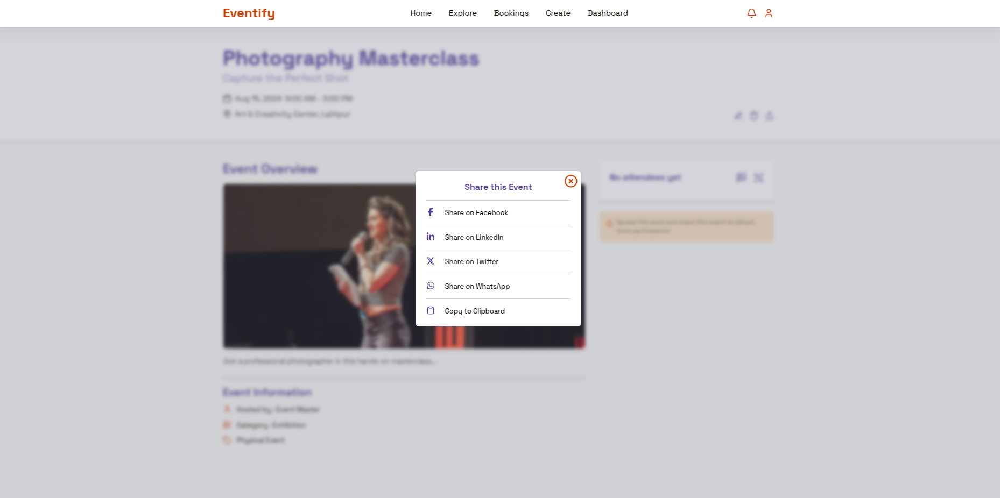 Eventify
Home
Explore
Bookings
Create
Dashboard
Photography Masterclass
Capture the Perfect Shot
Aug 15, 2024 9:00 AM - 3:00 PM
Art & Creativity Center, Lalitpur
Event Overview
No attendees yet
Spread the word and share this event to attract
more participants!
Share this Event
Share on Facebook
Share on LinkedIn
Share on Twitter
Share on WhatsApp
Copy to Clipboard
Join a professional photographer in this hands-on masterclass...
Event Information
Hosted by : Event Master
Category : Exhibition
Physical Event